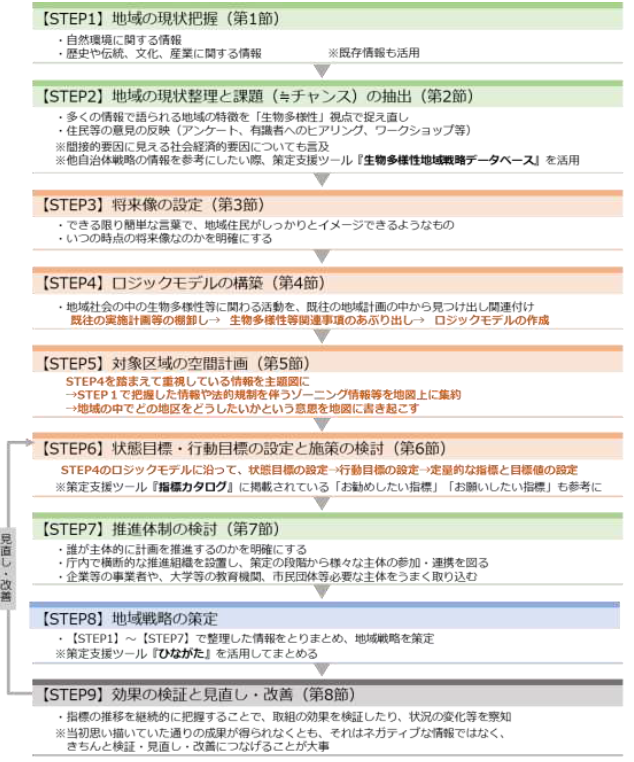 【STEP1】地域の現状把握（第1節）
・自然環境に関する情報
・歴史や伝統、文化、産業に関する情報　　※既存情報も活用
【STEP2】地域の現状整理と課題（≒チャンス）の抽出（第2節）
・多くの情報で語られる地域の特徴を「生物多様性」視点で捉え直し
・住民等の意見の反映（アンケート、有識者へのヒアリング、ワークショップ等）
※間接的要因に見える社会経済的要因についても言及
※他自治体戦略の情報を参考にしたい際、策定支援ツール『生物多様性地域戦略データベース』を活用
【STEP3】将来像の設定（第3節）
・できる限り簡単な言葉で、地域住民がしっかりとイメージできるようなもの
・いつの時点の将来像なのかを明確にする
【STEP4】ロジックモデルの構築（第4節）
・地域社会の中の生物多様性等に関わる活動を、既往の地域計画の中から見つけ出し関連付け
既往の実施計画等の棚卸し→　生物多様性等関連事項のあぶり出し→　ロジックモデルの作成
【STEP5】対象区域の空間計画（第5節）
STEP4を踏まえて重視している情報を主題図に
→STEP１で把握した情報や法的規制を伴うゾーニング情報等を地図上に集約
→地域の中でどの地区をどうしたいかという意思を地図に書き起こす
【STEP6】状態目標・行動目標の設定と施策の検討（第6節）
STEP4のロジックモデルに沿って、状態目標の設定→行動目標の設定→定量的な指標と目標値の設定
※策定支援ツール『指標カタログ』に掲載されている「お勧めしたい指標」「お願いしたい指標」も参考に
【STEP7】推進体制の検討（第7節）
・誰が主体的に計画を推進するのかを明確にする
・庁内で横断的な推進組織を設置し、策定の段階から様々な主体の参加・連携を図る
・企業等の事業者や、大学等の教育機関、市民団体等必要な主体をうまく取り込む
見直し・改善
【STEP8】地域戦略の策定
・【STEP1】～【STEP7】で整理した情報をとりまとめ、地域戦略を策定
※策定支援ツール『ひながた』を活用してまとめる
【STEP9】効果の検証と見直し・改善（第8節）
・指標の推移を継続的に把握することで、取組の効果を検証したり、状況の変化等を察知
※当初思い描いていた通りの成果が得られなくとも、それはネガティブな情報ではなく、
きちんと検証・見直し・改善につなげることが大事